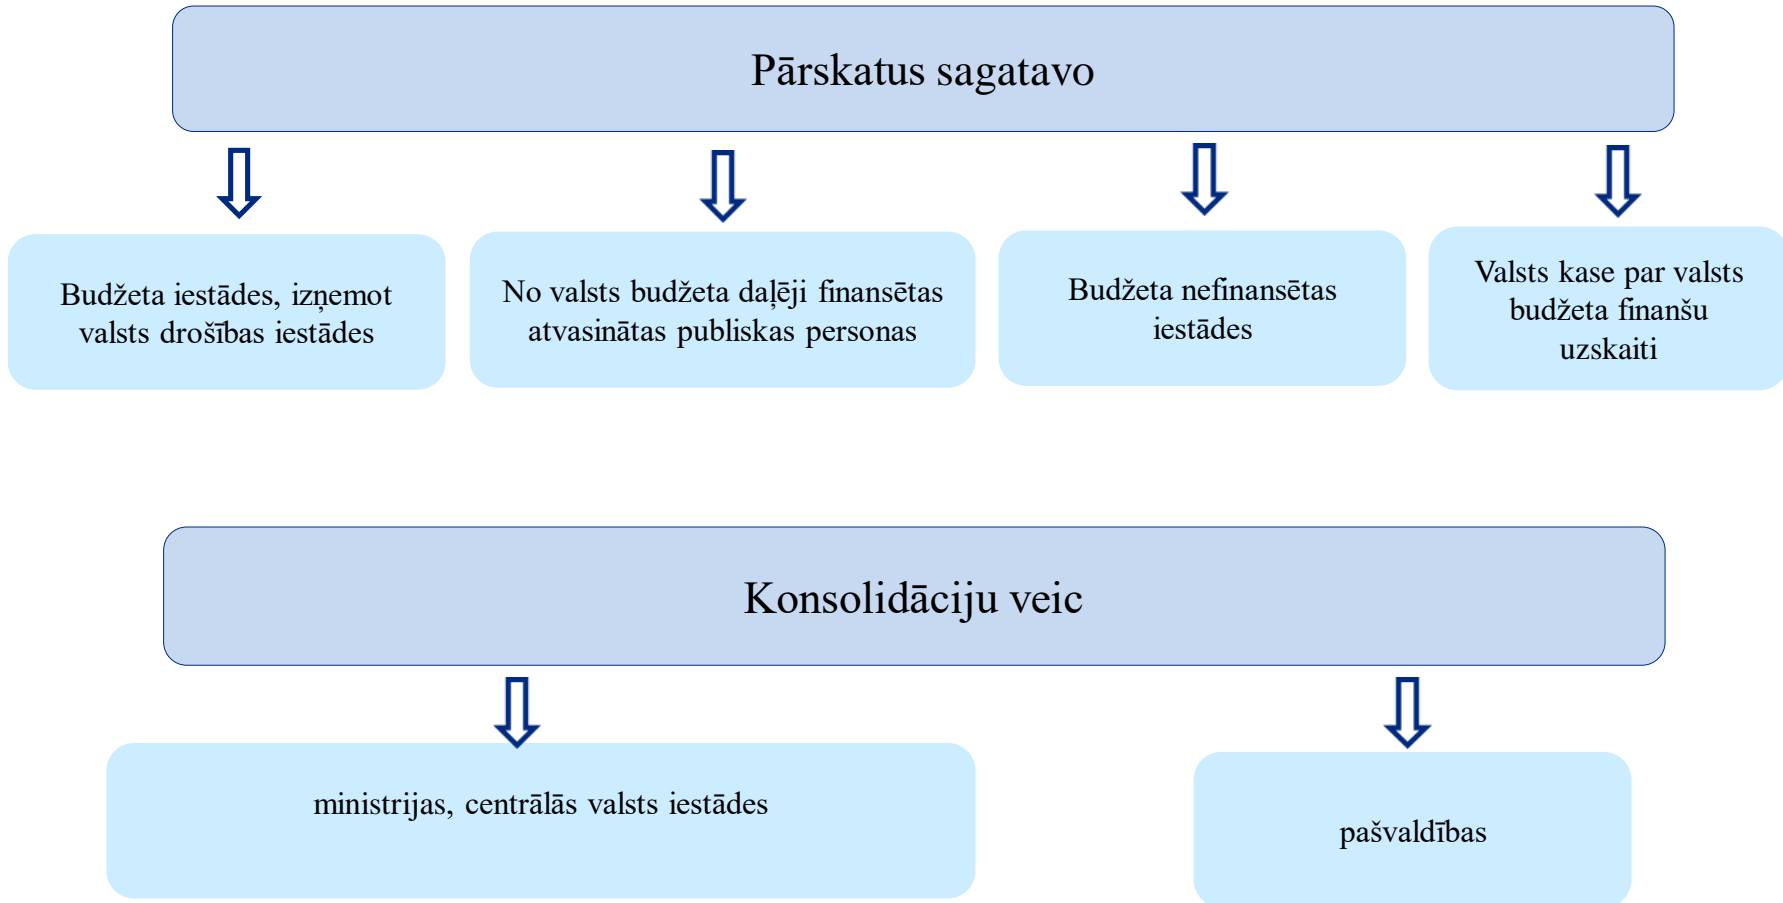 Pārskatus sagatavo
Budžeta iestādes, izņemot
valsts drošības iestādes
No valsts budžeta daļēji finansētas
atvasinātas publiskas personas
Budžeta nefinansētas
iestādes
Valsts kase par valsts
budžeta finanšu
uzskaiti
Konsolidāciju veic
ministrijas, centrālās valsts iestādes
pašvaldības